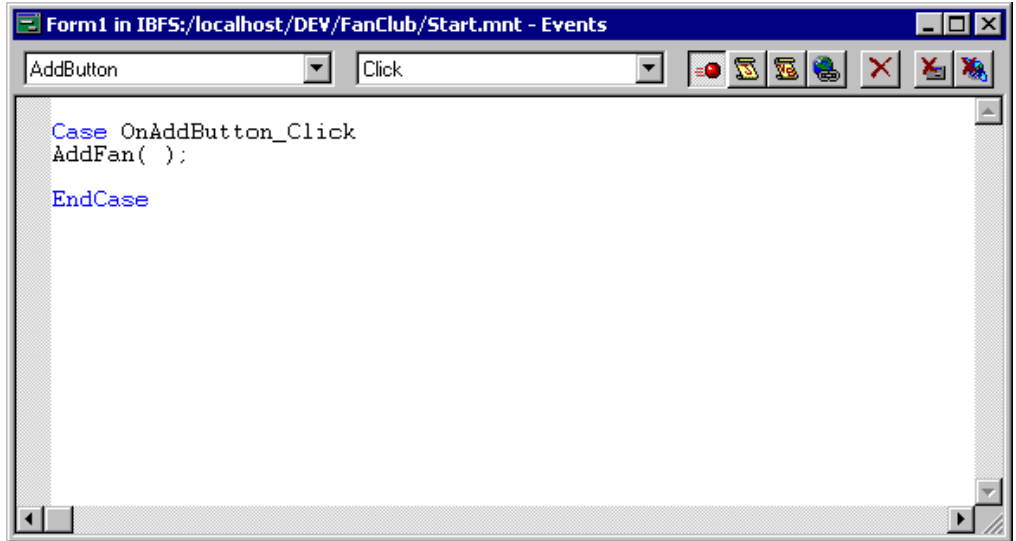 Form1 in IBFS:/localhost/DEV/FanClub/Start.mnt - Events
AddButton Click
Case OnAddButton_Click
AddFan( );
EndCase